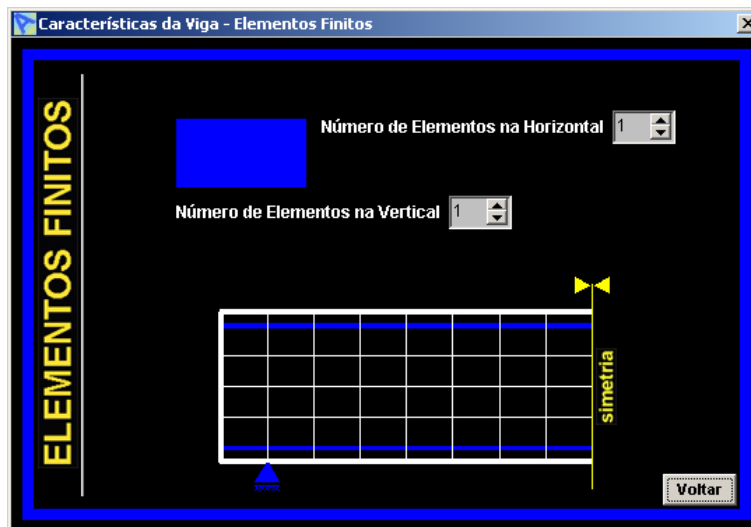 Características da Viga - Elementos Finitos
ELEMENTOS FINITOS
Número de Elementos na Horizontal 1
Número de Elementos na Vertical 1
simetria
Voltar